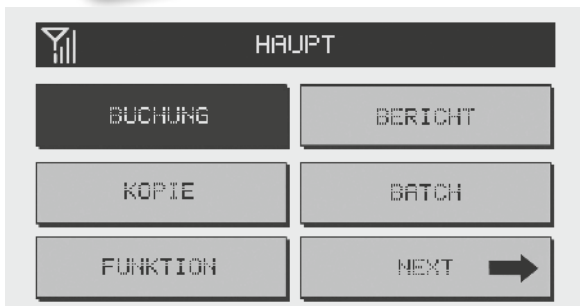 HAUPT
BUCHUNG
BERICHT
KOPIE
BATCH
FUNKTION
NEXT